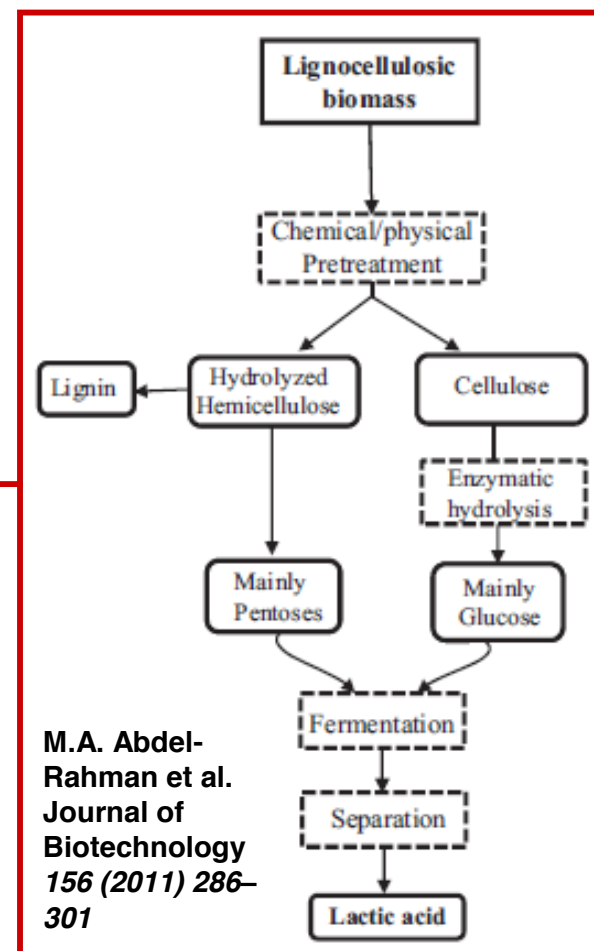 Lignocellulosic
biomass
Chemical/physical
Pretreatment
Lignin
Hydrolyzed
Hemicellulose
Cellulose
Enzymatic
hydrolysis
Mainly
Pentoses
Mainly
Glucose
Fermentation
Separation
Lactic acid
M.A. Abdel-
Rahman et al.
Journal of
Biotechnology
156 (2011) 286–
301